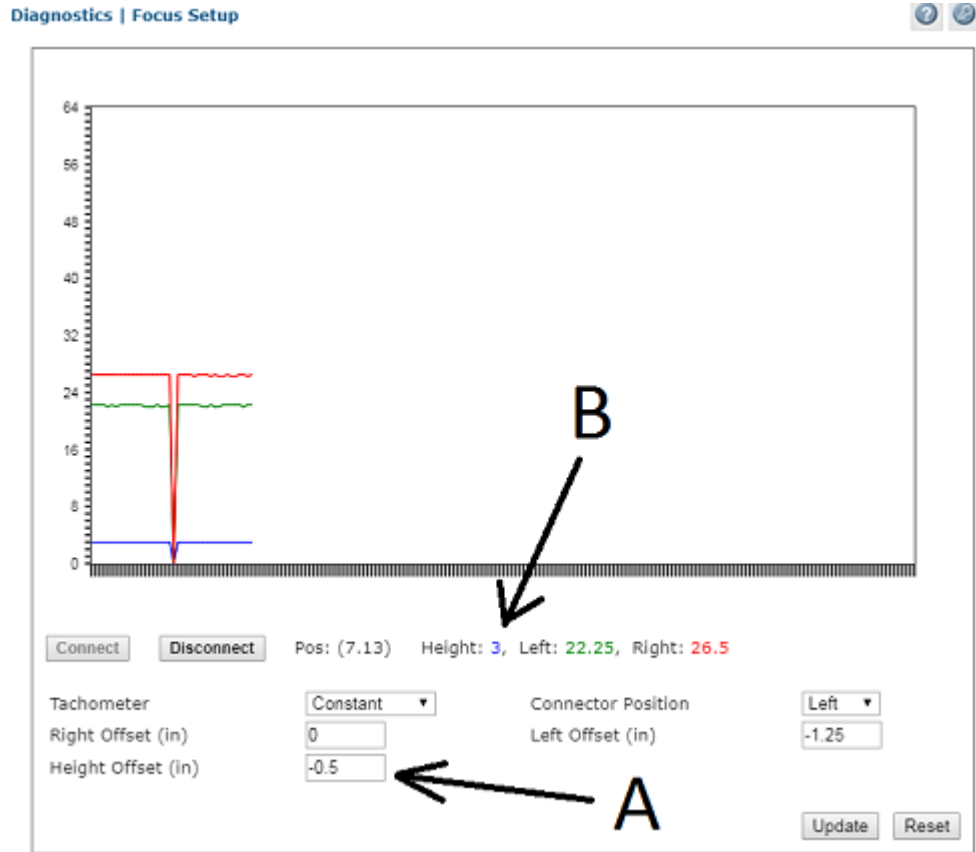 Diagnostics | Focus Setup
64
56
48
40
32
24
16
8
0
B
Connect Disconnect Pos: (7.13) Height: 3, Left: 22.25, Right: 26.5
Tachometer Constant Connector Position Left
Right Offset (in) 0 Left Offset (in) -1.25
Height Offset (in) -0.5
A
Update Reset